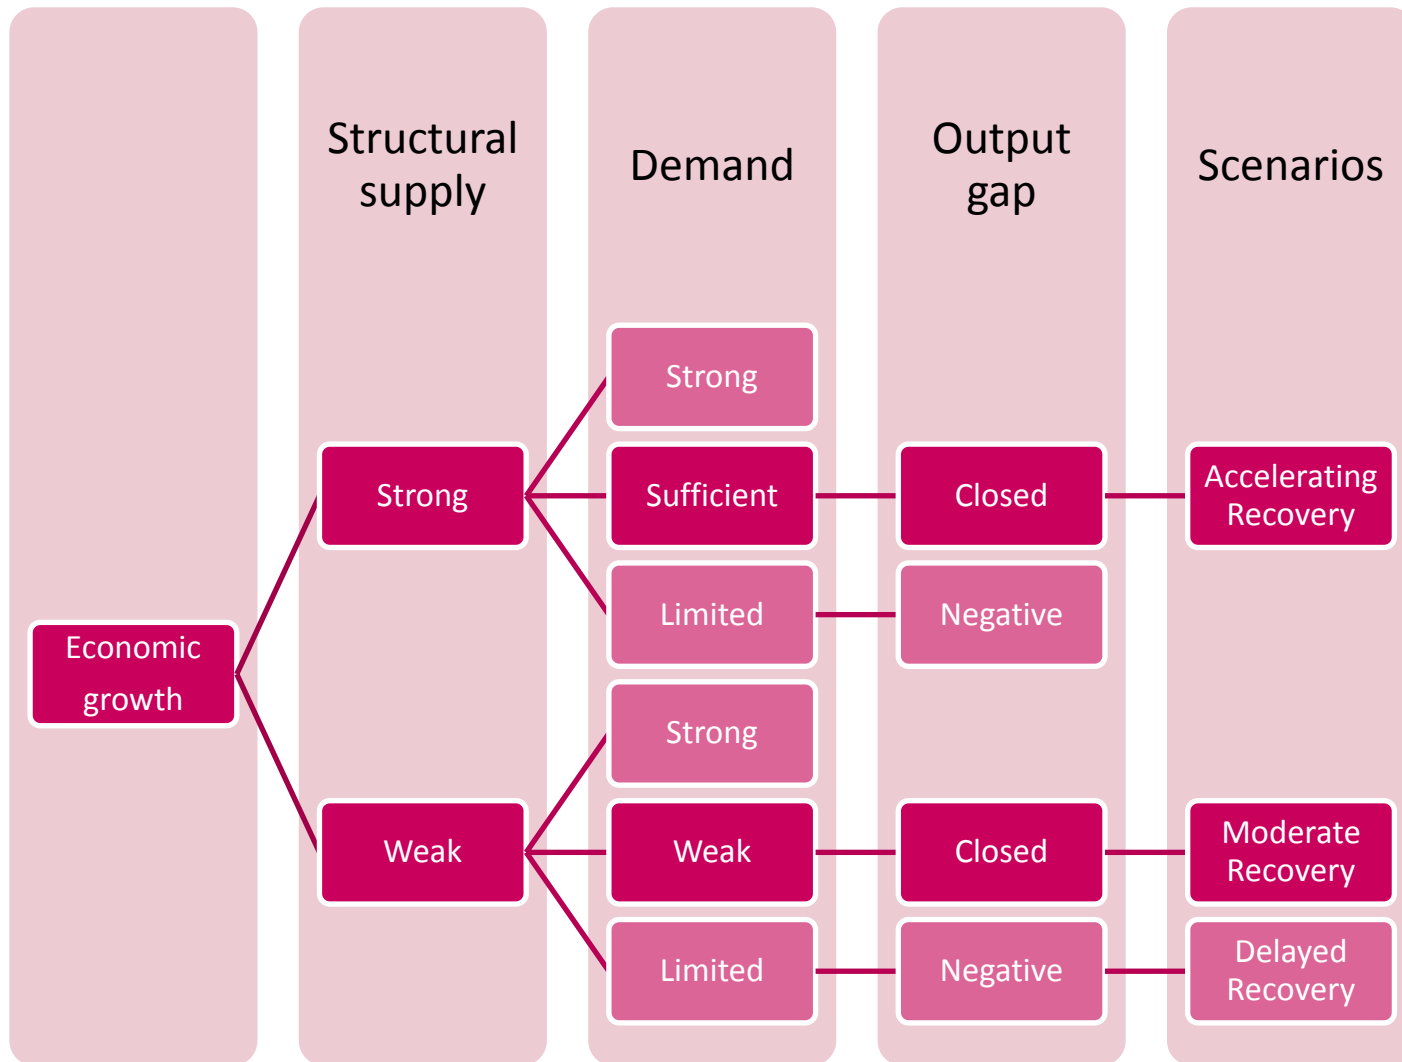 Structural
supply
Demand
Output
gap
Scenarios
Strong
Strong
Sufficient
Closed
Accelerating
Recovery
Limited
Negative
Economic
growth
Strong
Weak
Weak
Closed
Moderate
Recovery
Limited
Negative
Delayed
Recovery